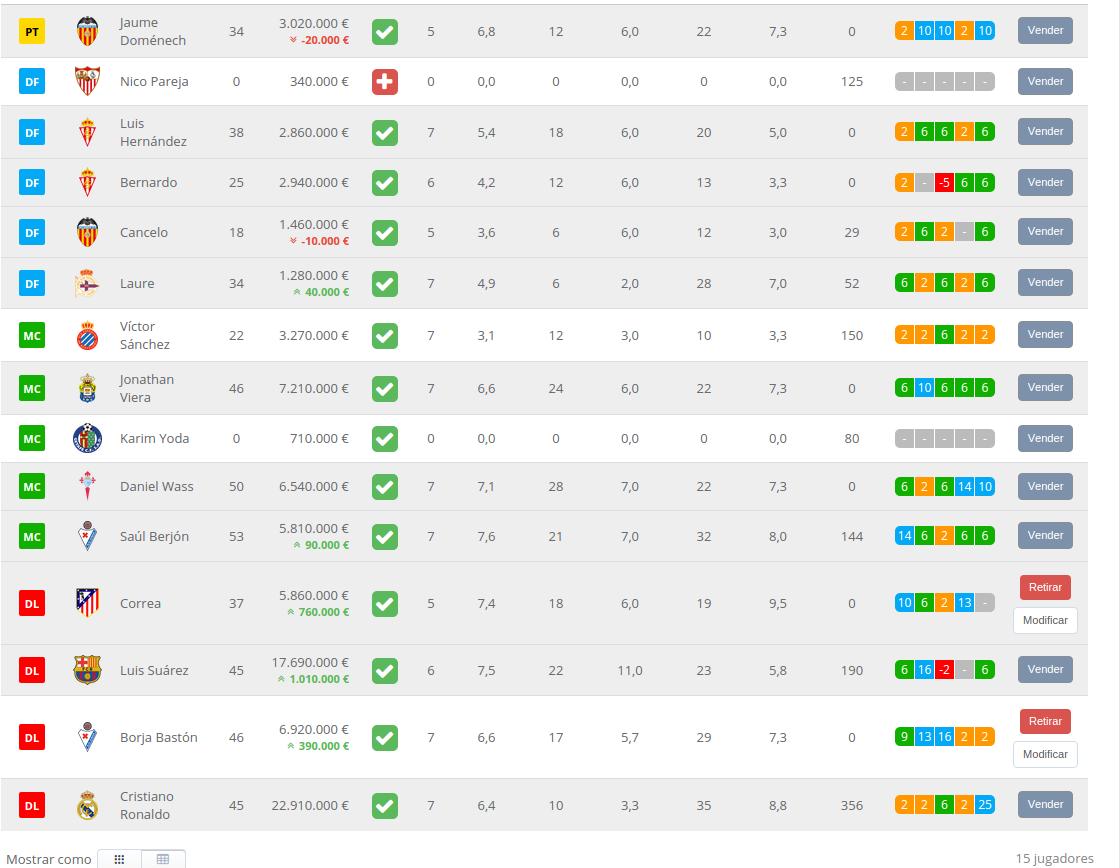 PT Jaume Doménech 34 3.020.000 € -20.000 € 5 6,8 12 6,0 22 7,3 0 2 10 10 2 10 Vender
DF Nico Pareja 0 340.000 € 0 0,0 0 0,0 0 0,0 125 - - - - - Vender
DF Luis Hernández 38 2.860.000 € 7 5,4 18 6,0 20 5,0 0 2 6 6 2 6 Vender
DF Bernardo 25 2.940.000 € 6 4,2 12 6,0 13 3,3 0 2 - -5 6 6 Vender
DF Cancelo 18 1.460.000 € -10.000 € 5 3,6 6 6,0 12 3,0 29 2 6 2 - 6 Vender
DF Laure 34 1.280.000 € 40.000 € 7 4,9 6 2,0 28 7,0 52 6 2 6 2 6 Vender
MC Víctor Sánchez 22 3.270.000 € 7 3,1 12 3,0 10 3,3 150 2 2 6 2 2 Vender
MC Jonathan Viera 46 7.210.000 € 7 6,6 24 6,0 22 7,3 0 6 10 6 6 6 Vender
MC Karim Yoda 0 710.000 € 0 0,0 0 0,0 0 0,0 80 - - - - - Vender
MC Daniel Wass 50 6.540.000 € 7 7,1 28 7,0 22 7,3 0 6 2 6 14 10 Vender
MC Saúl Berjón 53 5.810.000 € 90.000 € 7 7,6 21 7,0 32 8,0 144 14 6 2 6 6 Vender
DL Correa 37 5.860.000 € 760.000 € 5 7,4 18 6,0 19 9,5 0 10 6 2 13 - Retirar Modificar
DL Luis Suárez 45 17.690.000 € 1.010.000 € 6 7,5 22 11,0 23 5,8 190 6 16 -2 - 6 Vender
DL Borja Bastón 46 6.920.000 € 390.000 € 7 6,6 17 5,7 29 7,3 0 9 13 16 2 2 Retirar Modificar
DL Cristiano Ronaldo 45 22.910.000 € 7 6,4 10 3,3 35 8,8 356 2 2 6 2 25 Vender
Mostrar como 15 jugadores